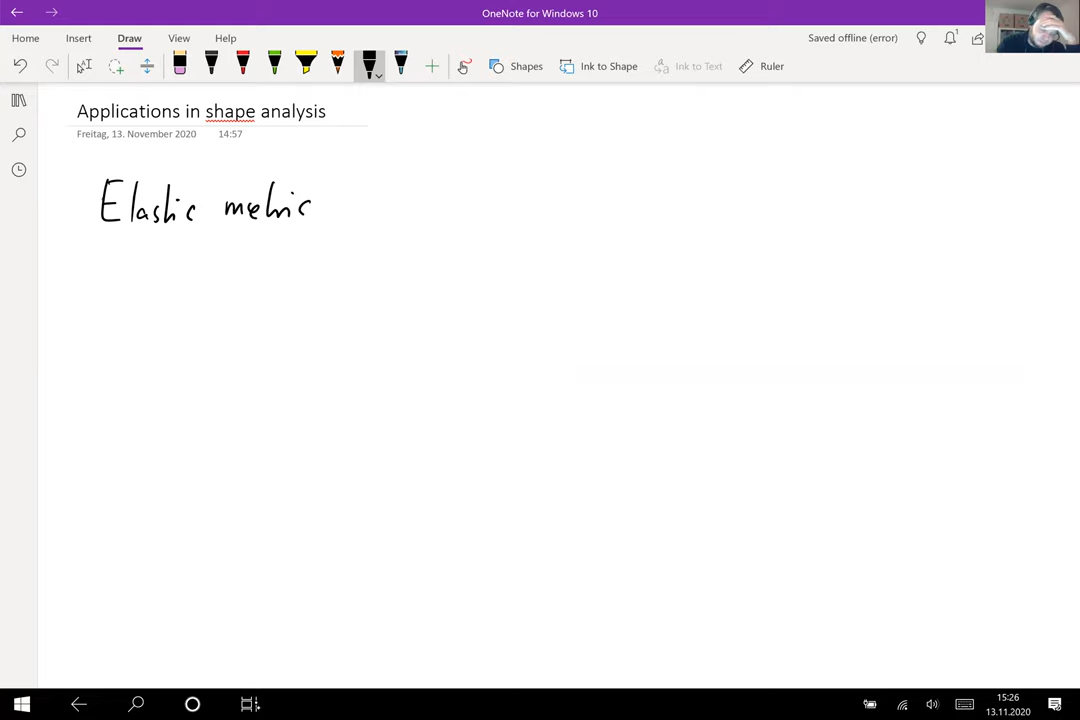 OneNote for Windows 10
Home Insert Draw View Help Saved offline (error)
Shapes Ink to Shape Ink to Text Ruler
Applications in shape analysis
Freitag, 13. November 2020 14:57
Elastic metric
15:26
13.11.2020